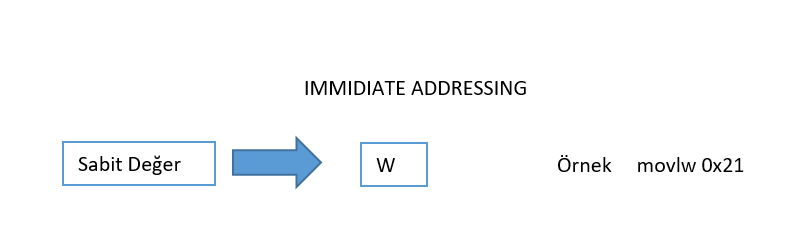 IMMIDIATE ADDRESSING
Sabit Değer W Örnek movlw 0x21